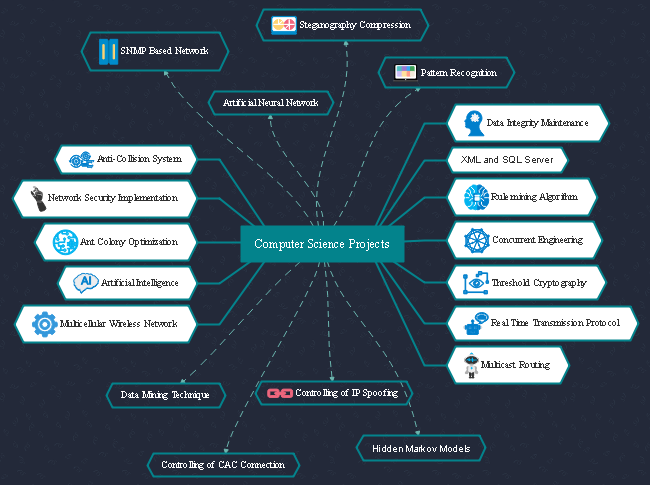 Steganography Compression
SNMP Based Network
Pattern Recognition
Artificial Neural Network
Data Integrity Maintenance
Anti-Collision System
XML and SQL Server
Network Security Implementation
Rule mining Algorithm
Ant Colony Optimization
Computer Science Projects
Concurrent Engineering
AI
Artificial Intelligence
Threshold Cryptography
Multicellular Wireless Network
Real Time Transmission Protocol
Multicast Routing
Data Mining Technique
Controlling of IP Spoofing
Hidden Markov Models
Controlling of CAC Connection